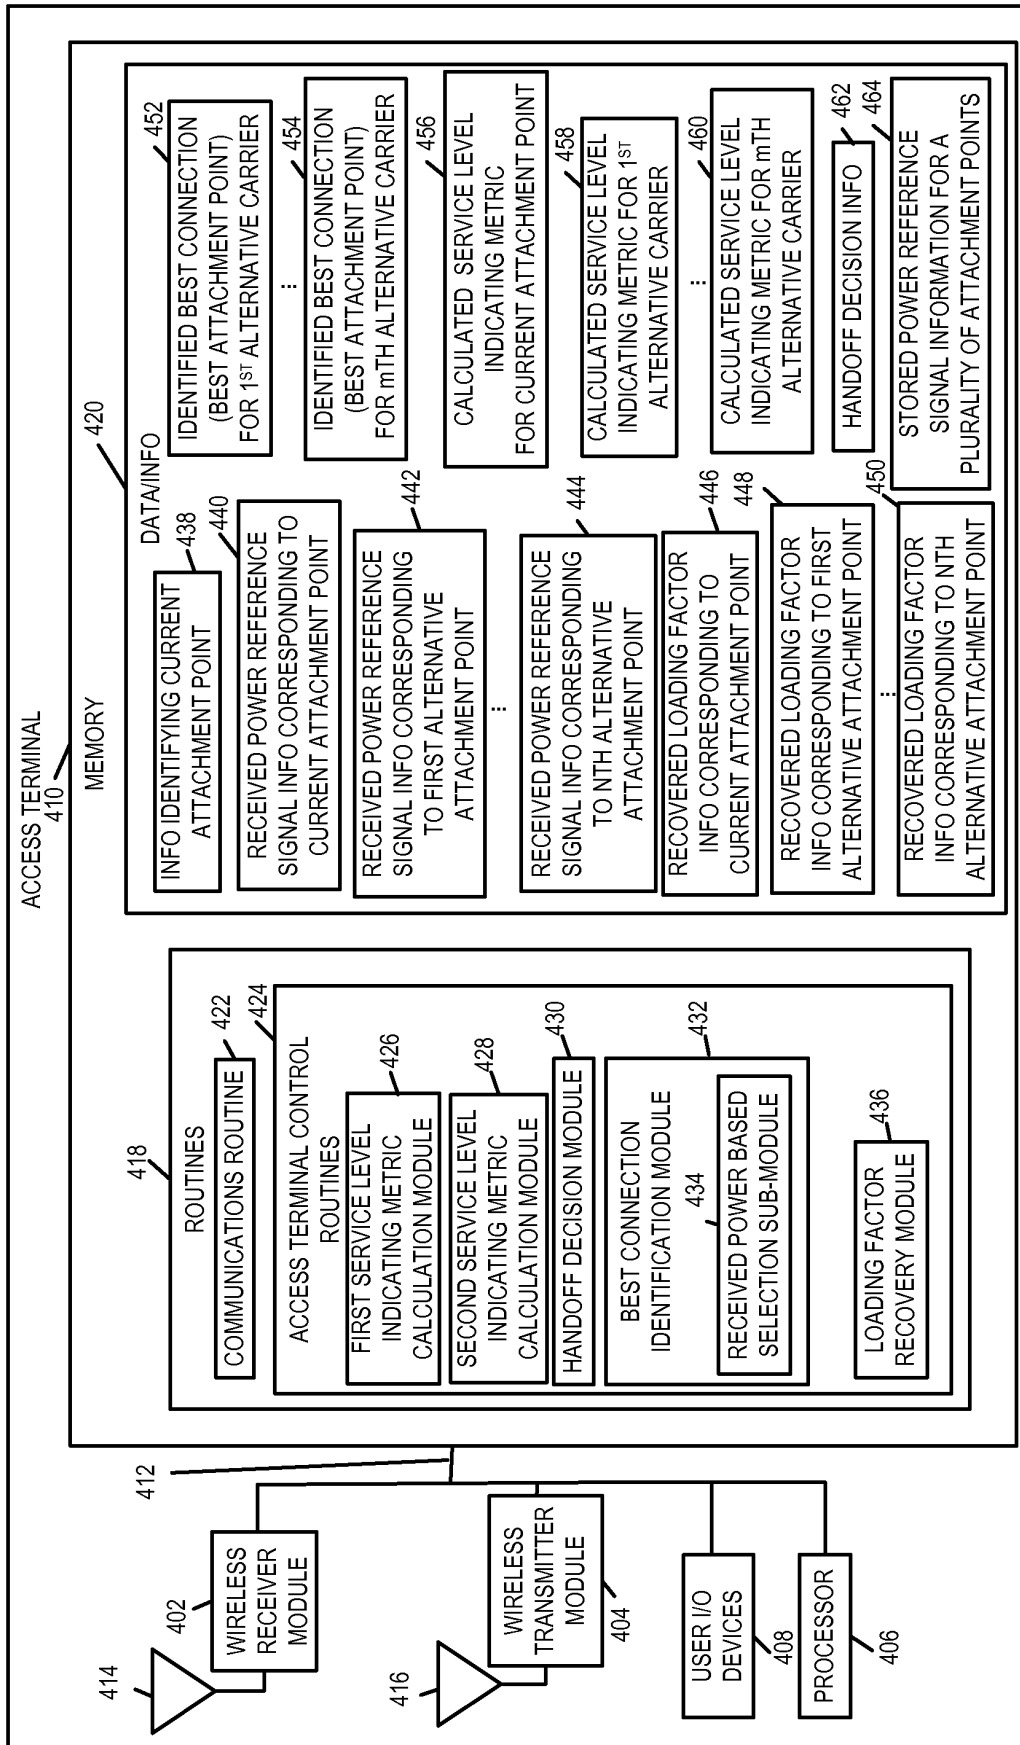 ACCESS TERMINAL
410
414
402
WIRELESS
RECEIVER
MODULE
416
WIRELESS
TRANSMITTER
MODULE
404
USER I/O
DEVICES
408
PROCESSOR
406
412
MEMORY
418
ROUTINES
422
COMMUNICATIONS ROUTINE
424
ACCESS TERMINAL CONTROL
ROUTINES
426
FIRST SERVICE LEVEL
INDICATING METRIC
CALCULATION MODULE
428
SECOND SERVICE LEVEL
INDICATING METRIC
CALCULATION MODULE
430
HANDOFF DECISION MODULE
432
BEST CONNECTION
IDENTIFICATION MODULE
434
RECEIVED POWER BASED
SELECTION SUB-MODULE
436
LOADING FACTOR
RECOVERY MODULE
420
DATA/INFO
438
INFO IDENTIFYING CURRENT
ATTACHMENT POINT
440
RECEIVED POWER REFERENCE
SIGNAL INFO CORRESPONDING TO
CURRENT ATTACHMENT POINT
442
RECEIVED POWER REFERENCE
SIGNAL INFO CORRESPONDING
TO FIRST ALTERNATIVE
ATTACHMENT POINT
...
444
RECEIVED POWER REFERENCE
SIGNAL INFO CORRESPONDING
TO NTH ALTERNATIVE
ATTACHMENT POINT
446
RECOVERED LOADING FACTOR
INFO CORRESPONDING TO
CURRENT ATTACHMENT POINT
448
RECOVERED LOADING FACTOR
INFO CORRESPONDING TO FIRST
ALTERNATIVE ATTACHMENT POINT
...
450
RECOVERED LOADING FACTOR
INFO CORRESPONDING TO NTH
ALTERNATIVE ATTACHMENT POINT
452
IDENTIFIED BEST CONNECTION
(BEST ATTACHMENT POINT)
FOR 1ST ALTERNATIVE CARRIER
...
454
IDENTIFIED BEST CONNECTION
(BEST ATTACHMENT POINT)
FOR mTH ALTERNATIVE CARRIER
456
CALCULATED SERVICE LEVEL
INDICATING METRIC
FOR CURRENT ATTACHMENT POINT
458
CALCULATED SERVICE LEVEL
INDICATING METRIC FOR 1ST
ALTERNATIVE CARRIER
...
460
CALCULATED SERVICE LEVEL
INDICATING METRIC FOR mTH
ALTERNATIVE CARRIER
462
HANDOFF DECISION INFO
464
STORED POWER REFERENCE
SIGNAL INFORMATION FOR A
PLURALITY OF ATTACHMENT POINTS